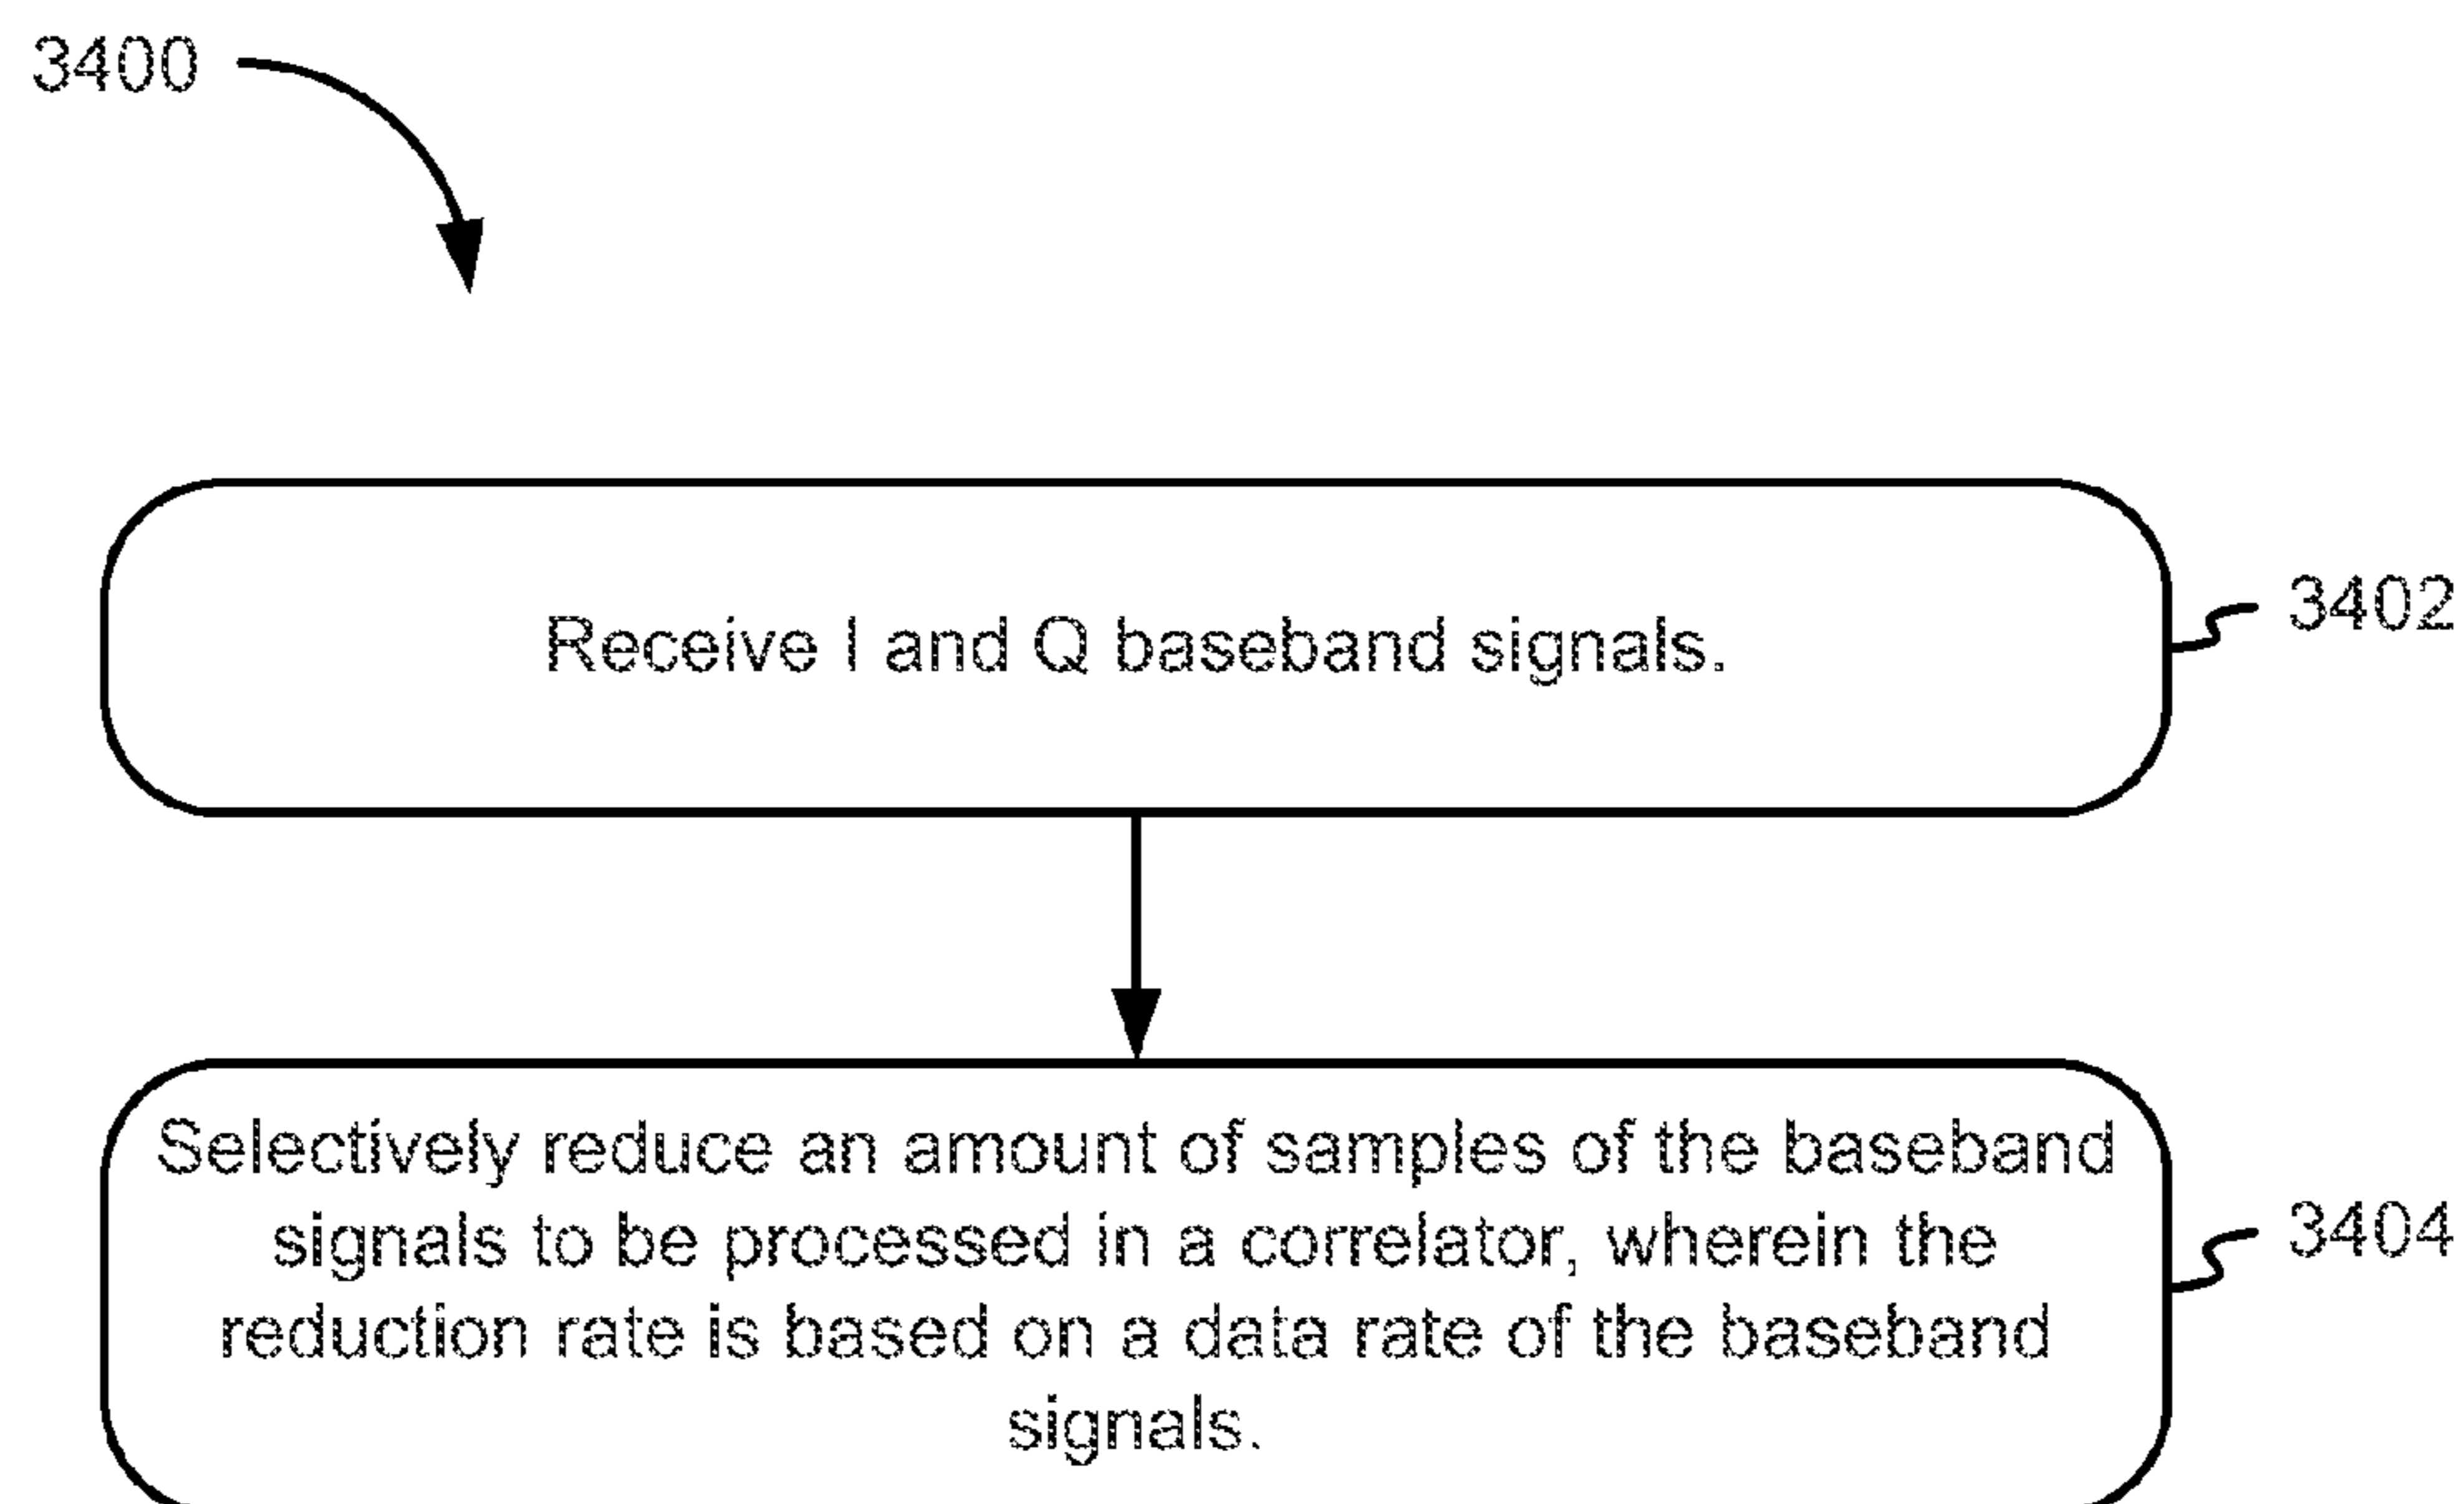 3400
Receive I and Q baseband signals.
3402
Selectively reduce an amount of samples of the baseband
signals to be processed in a correlator, wherein the
reduction rate is based on a data rate of the baseband
signals.
3404